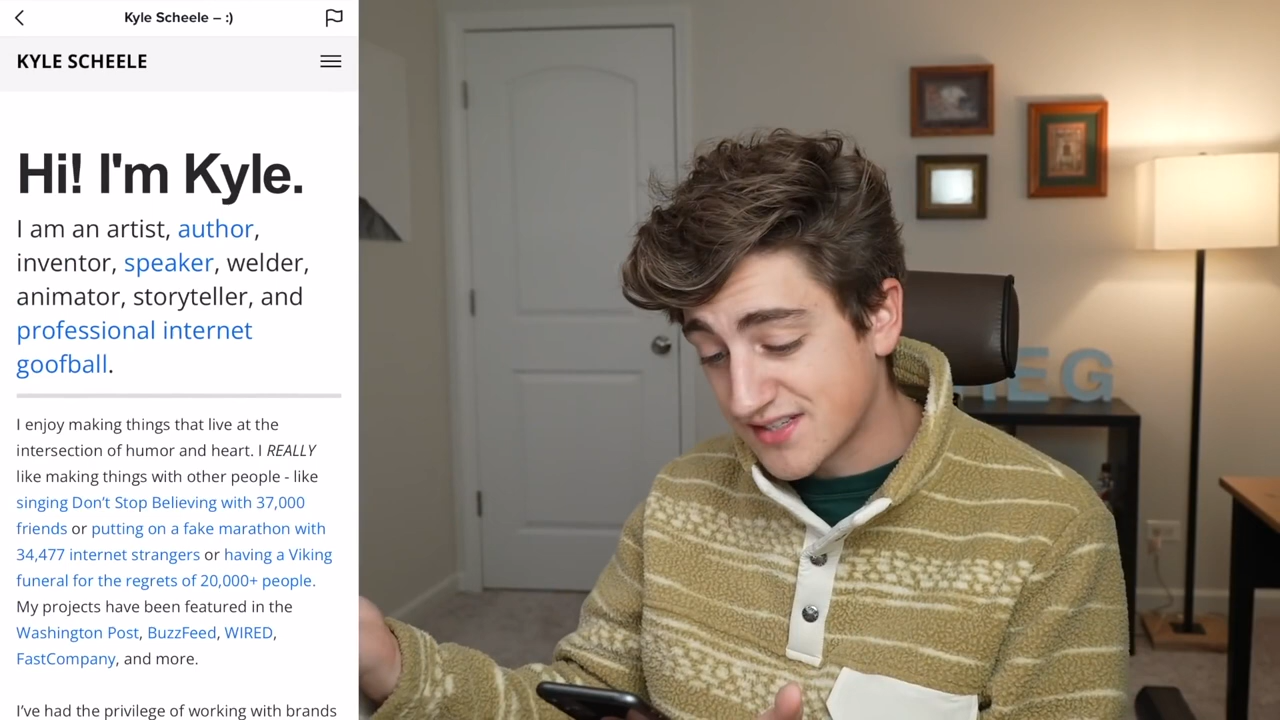 Kyle Scheele – :)
KYLE SCHEELE
Hi! I'm Kyle.
I am an artist, author,
inventor, speaker, welder,
animator, storyteller, and
professional internet
goofball.
I enjoy making things that live at the
intersection of humor and heart. I REALLY
like making things with other people - like
singing Don’t Stop Believing with 37,000
friends or putting on a fake marathon with
34,477 internet strangers or having a Viking
funeral for the regrets of 20,000+ people.
My projects have been featured in the
Washington Post, BuzzFeed, WIRED,
FastCompany, and more.
I’ve had the privilege of working with brands
EG